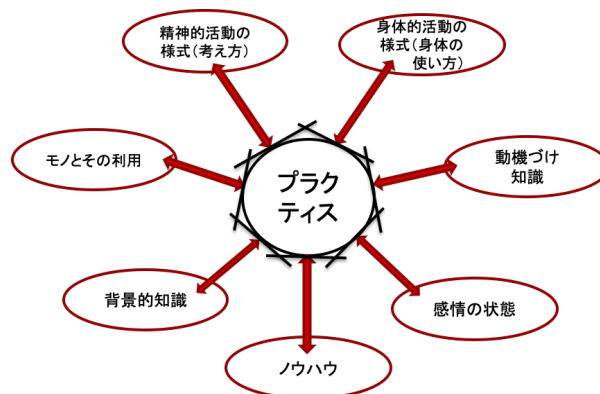 精神的活動の
様式(考え方)
身体的活動の
様式(身体の
使い方)
モノとその利用
プラク
ティス
動機づけ
知識
背景的知識
感情の状態
ノウハウ